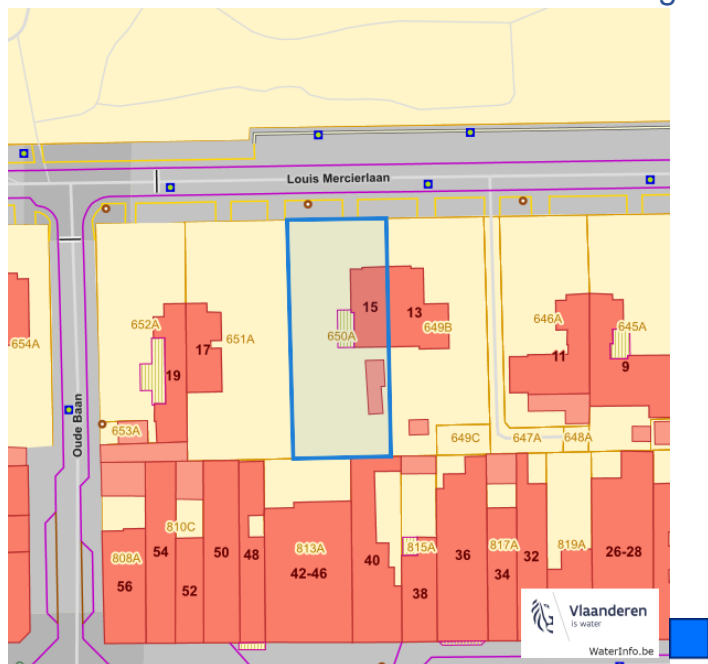 Louis Mercierlaan
15
13
650A
649B
652A
17
651A
646A
645A
654A
19
11
9
Oude Baan
653A
649C
647A
648A
810C
54
50
48
813A
40
815A
36
817A
32
819A
26-28
808A
56
52
42-46
38
34
Vlaanderen
is water
WaterInfo.be